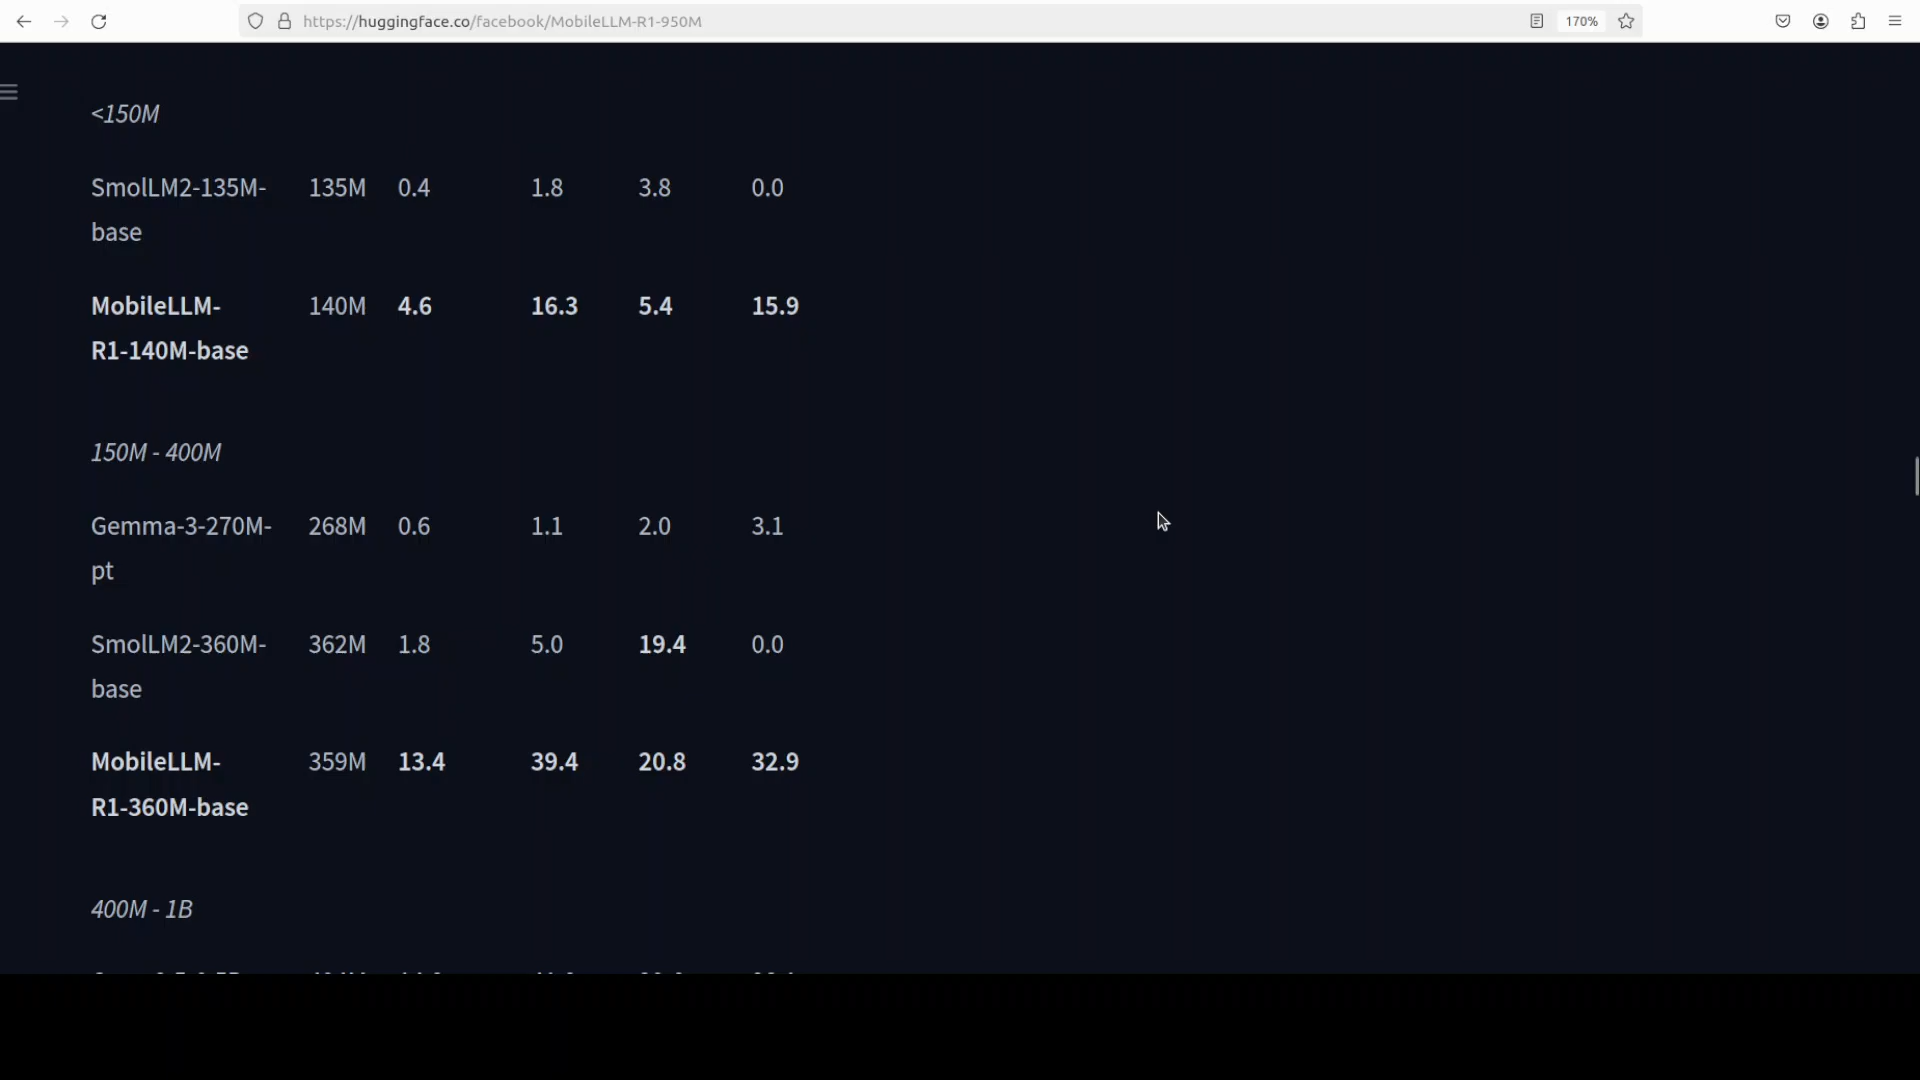 https://huggingface.co/facebook/MobileLLM-R1-950M 170%
<150M
SmolLM2-135M- 135M 0.4 1.8 3.8 0.0
base
MobileLLM- 140M 4.6 16.3 5.4 15.9
R1-140M-base
150M - 400M
Gemma-3-270M- 268M 0.6 1.1 2.0 3.1
pt
SmolLM2-360M- 362M 1.8 5.0 19.4 0.0
base
MobileLLM- 359M 13.4 39.4 20.8 32.9
R1-360M-base
400M - 1B